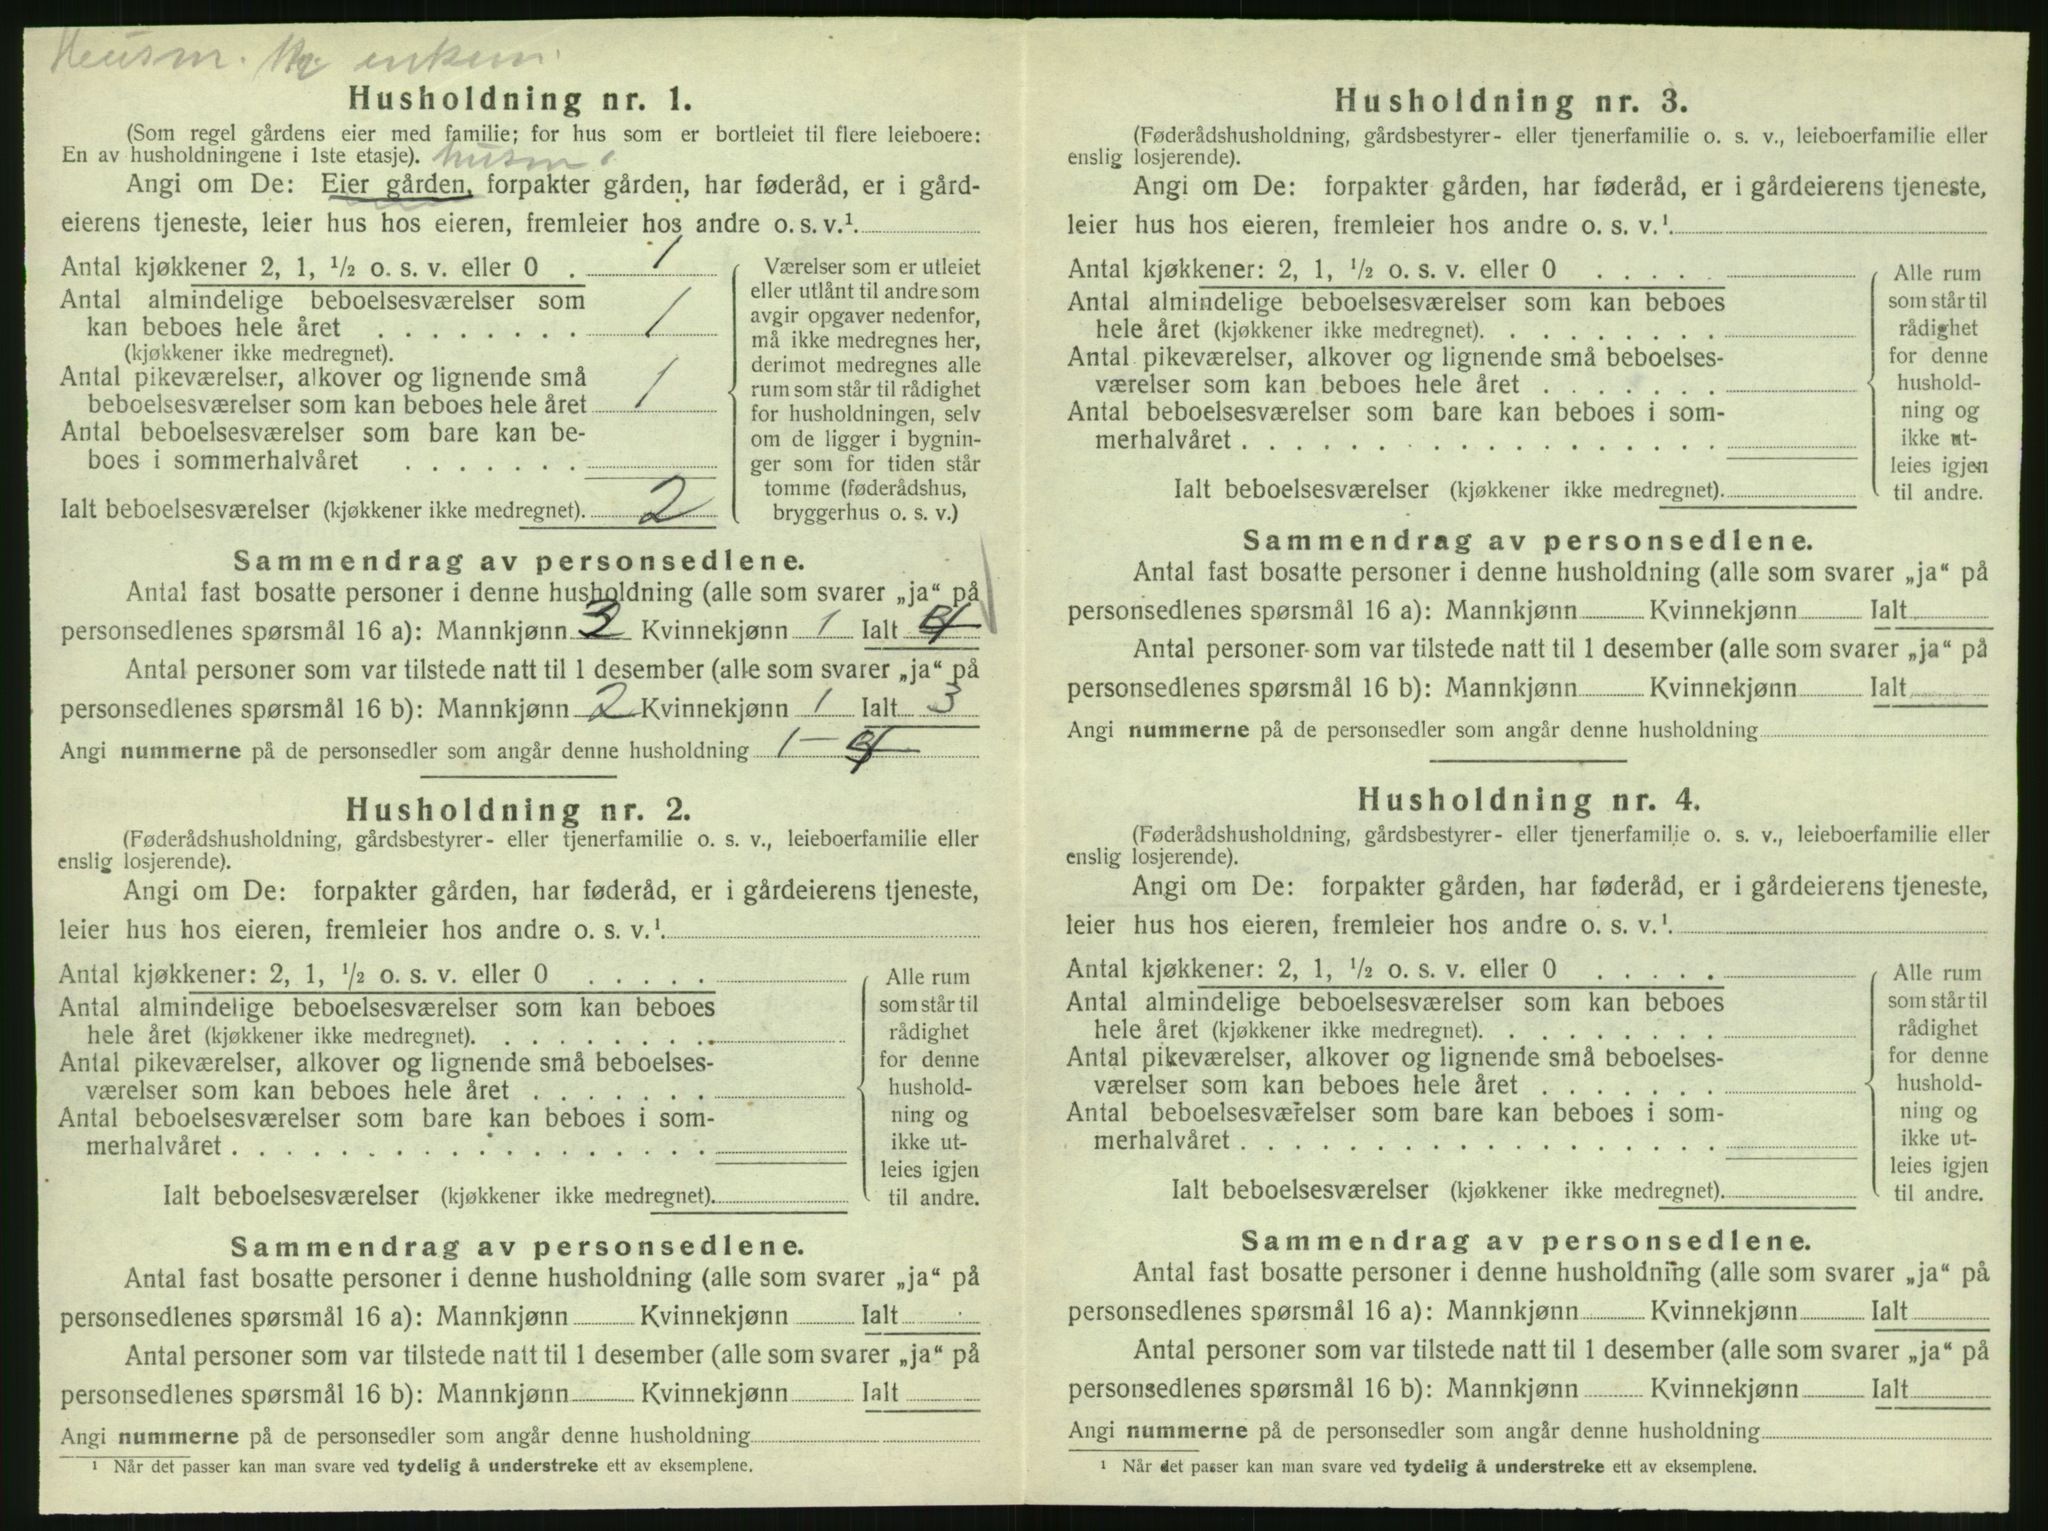 Husm.
Husholdning nr. 1.
(Som regel gårdens eier med familie; for hus som er bortleiet til flere leieboere:
En av husholdningene i 1ste etasje). husm.
Angi om De: Eier gården, forpakter gården, har føderåd, er i gård-
eierens tjeneste, leier hus hos eieren, fremleier hos andre o. s. v.¹
Antal kjøkkener 2, 1, ½ o. s. v. eller 0 . 1
Antal almindelige beboelsesværelser som
kan beboes hele året . . . . . . . . 1
(kjøkkener ikke medregnet).
Antal pikeværelser, alkover og lignende små
beboelsesværelser som kan beboes hele året 1
Antal beboelsesværelser som bare kan be-
boes i sommerhalvåret . . . . . . .
Ialt beboelsesværelser (kjøkkener ikke medregnet). 2
Værelser som er utleiet
eller utlånt til andre som
avgir opgaver nedenfor,
må ikke medregnes her,
derimot medregnes alle
rum som står til rådighet
for husholdningen, selv
om de ligger i bygnin-
ger som for tiden står
tomme (føderådshus,
bryggerhus o. s. v.)
Sammendrag av personsedlene.
Antal fast bosatte personer i denne husholdning (alle som svarer „ja“ på
personsedlenes spørsmål 16 a): Mannkjønn 3 Kvinnekjønn 1 Ialt 4
Antal personer som var tilstede natt til 1 desember (alle som svarer „ja“ på
personsedlenes spørsmål 16 b): Mannkjønn 2 Kvinnekjønn 1 Ialt 3
Angi nummerne på de personsedler som angår denne husholdning 1-4
Husholdning nr. 2.
(Føderådshusholdning, gårdsbestyrer- eller tjenerfamilie o. s. v., leieboerfamilie eller
enslig losjerende).
Angi om De: forpakter gården, har føderåd, er i gårdeierens tjeneste,
leier hus hos eieren, fremleier hos andre o. s. v.¹
Antal kjøkkener: 2, 1, ½ o. s. v. eller 0 . . . . .
Antal almindelige beboelsesværelser som kan beboes
hele året (kjøkkener ikke medregnet). . . . . . . . .
Antal pikeværelser, alkover og lignende små beboelses-
værelser som kan beboes hele året . . . . . . .
Antal beboelsesværelser som bare kan beboes i som-
merhalvåret . . . . . . . . . . . . . . . . . .
Ialt beboelsesværelser (kjøkkener ikke medregnet).
Alle rum
som står til
rådighet
for denne
hushold-
ning og
ikke ut-
leies igjen
til andre.
Sammendrag av personsedlene.
Antal fast bosatte personer i denne husholdning (alle som svarer „ja“ på
personsedlenes spørsmål 16 a): Mannkjønn Kvinnekjønn Ialt
Antal personer som var tilstede natt til 1 desember (alle som svarer „ja“ på
personsedlenes spørsmål 16 b): Mannkjønn Kvinnekjønn Ialt
Angi nummerne på de personsedler som angår denne husholdning
¹ Når det passer kan man svare ved tydelig å understreke ett av eksemplene.
Husholdning nr. 3.
(Føderådshusholdning, gårdsbestyrer- eller tjenerfamilie o. s. v., leieboerfamilie eller
enslig losjerende).
Angi om De: forpakter gården, har føderåd, er i gårdeierens tjeneste,
leier hus hos eieren, fremleier hos andre o. s. v.¹
Antal kjøkkener: 2, 1, ½ o. s. v. eller 0 . . . . .
Antal almindelige beboelsesværelser som kan beboes
hele året (kjøkkener ikke medregnet). . . . . . . . .
Antal pikeværelser, alkover og lignende små beboelses-
værelser som kan beboes hele året . . . . . . .
Antal beboelsesværelser som bare kan beboes i som-
merhalvåret . . . . . . . . . . . . . . . . . .
Ialt beboelsesværelser (kjøkkener ikke medregnet).
Alle rum
som står til
rådighet
for denne
hushold-
ning og
ikke ut-
leies igjen
til andre.
Sammendrag av personsedlene.
Antal fast bosatte personer i denne husholdning (alle som svarer „ja“ på
personsedlenes spørsmål 16 a): Mannkjønn Kvinnekjønn Ialt
Antal personer som var tilstede natt til 1 desember (alle som svarer „ja“ på
personsedlenes spørsmål 16 b): Mannkjønn Kvinnekjønn Ialt
Angi nummerne på de personsedler som angår denne husholdning
Husholdning nr. 4.
(Føderådshusholdning, gårdsbestyrer- eller tjenerfamilie o. s. v., leieboerfamilie eller
enslig losjerende).
Angi om De: forpakter gården, har føderåd, er i gårdeierens tjeneste,
leier hus hos eieren, fremleier hos andre o. s. v.¹
Antal kjøkkener: 2, 1, ½ o. s. v. eller 0 . . . . .
Antal almindelige beboelsesværelser som kan beboes
hele året (kjøkkener ikke medregnet). . . . . . . . .
Antal pikeværelser, alkover og lignende små beboelses-
værelser som kan beboes hele året . . . . . . .
Antal beboelsesværelser som bare kan beboes i som-
merhalvåret . . . . . . . . . . . . . . . . . .
Ialt beboelsesværelser (kjøkkener ikke medregnet).
Alle rum
som står til
rådighet
for denne
hushold-
ning og
ikke ut-
leies igjen
til andre.
Sammendrag av personsedlene.
Antal fast bosatte personer i denne husholdning (alle som svarer „ja“ på
personsedlenes spørsmål 16 a): Mannkjønn Kvinnekjønn Ialt
Antal personer som var tilstede natt til 1 desember (alle som svarer „ja“ på
personsedlenes spørsmål 16 b): Mannkjønn Kvinnekjønn Ialt
Angi nummerne på de personsedler som angår denne husholdning
¹ Når det passer kan man svare ved tydelig å understreke ett av eksemplene.